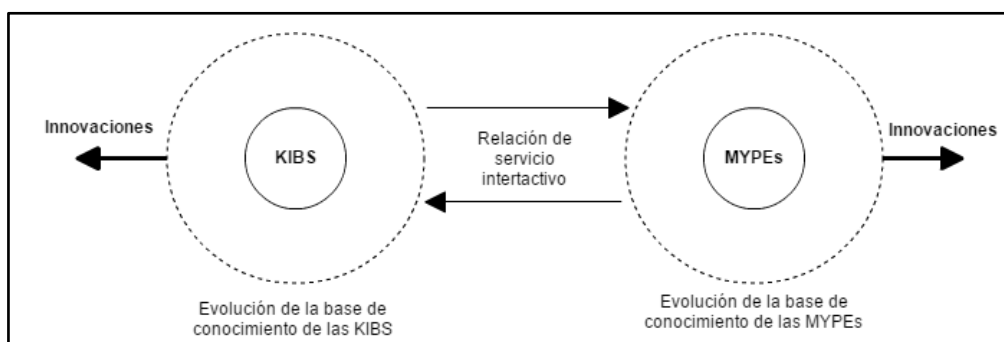 Innovaciones
KIBS
Relación de
servicio
intertactivo
MYPEs
Innovaciones
Evolución de la base de
conocimiento de las KIBS
Evolución de la base de
conocimiento de las MYPEs